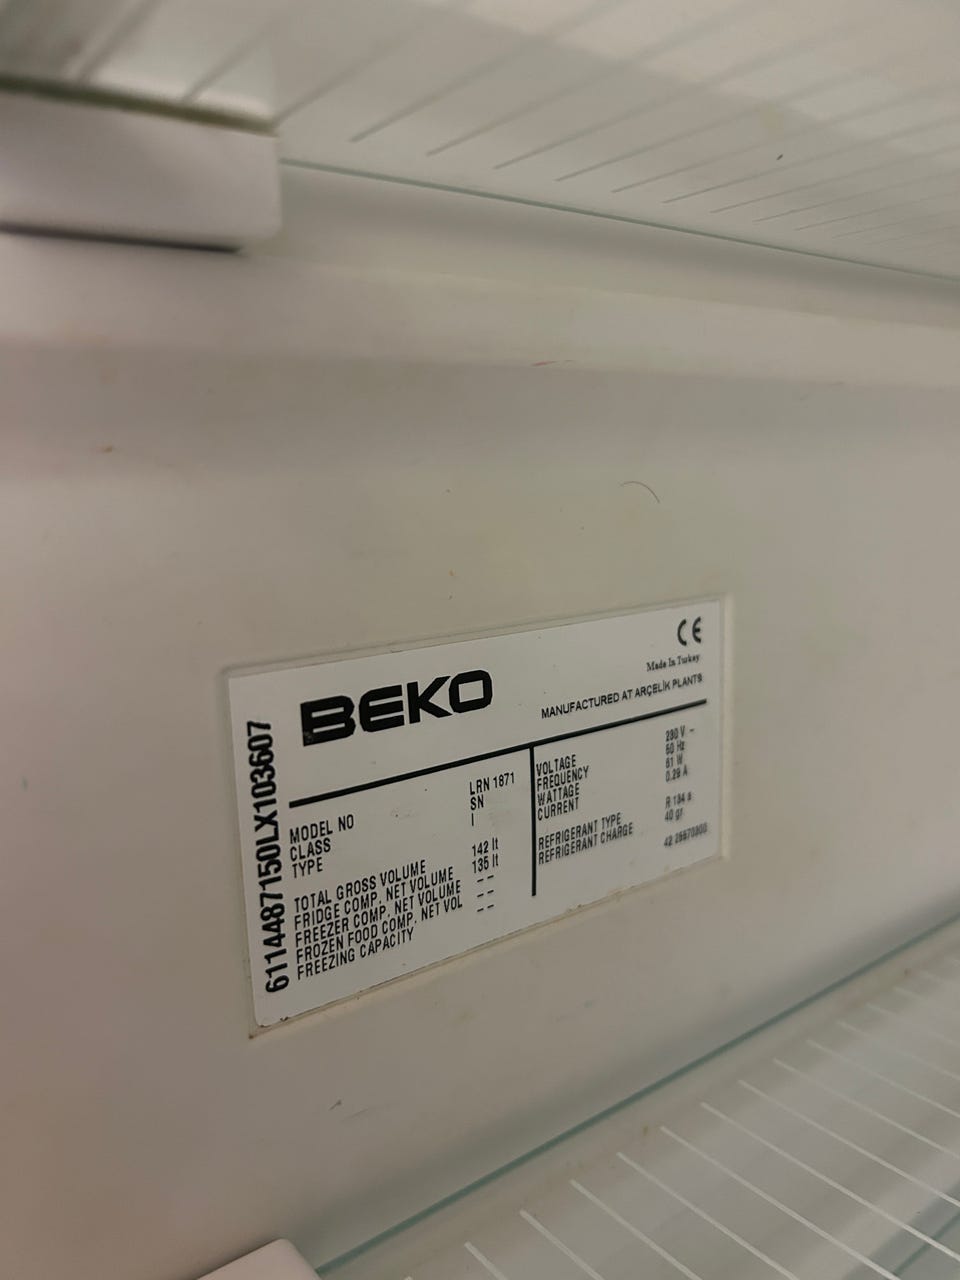 BEKO
CE
Made In Turkey
MANUFACTURED AT ARÇELİK PLANTS
6114487150LX103607
MODEL NO LRN 1871
CLASS SN
TYPE I
TOTAL GROSS VOLUME 142 lt
FRIDGE COMP. NET VOLUME 135 lt
FREEZER COMP. NET VOLUME --
FROZEN FOOD COMP. NET VOL --
FREEZING CAPACITY --
VOLTAGE 230 V ~
FREQUENCY 50 Hz
WATTAGE 61 W
CURRENT
REFRIGERANT TYPE R 134 a
REFRIGERANT CHARGE 40 gr